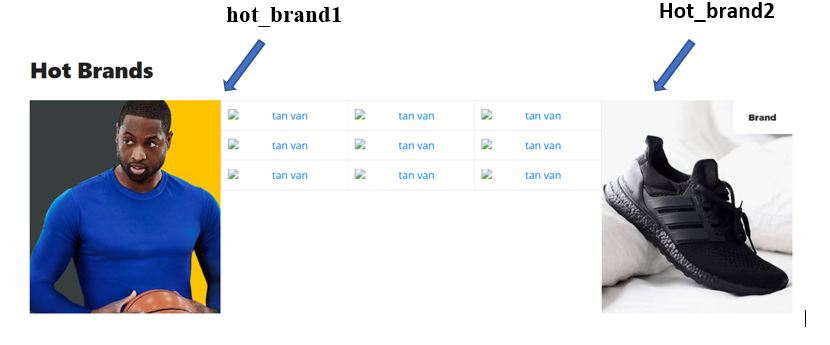 hot_brand1
Hot_brand2
Hot Brands
Brand
tan van tan van tan van
tan van tan van tan van
tan van tan van tan van